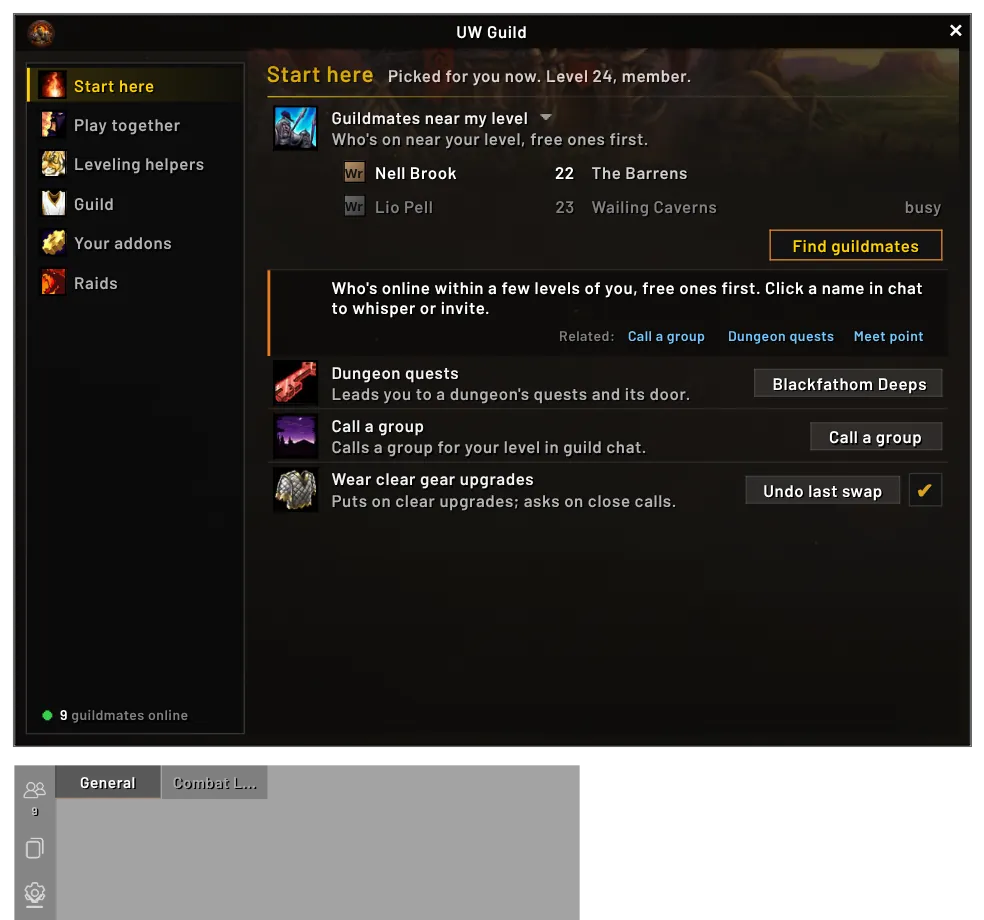 UW Guild
Start here
Play together
Leveling helpers
Guild
Your addons
Raids
9 guildmates online
Start here Picked for you now. Level 24, member.
Guildmates near my level
Who's on near your level, free ones first.
Wr Nell Brook 22 The Barrens
Wr Lio Pell 23 Wailing Caverns busy
Find guildmates
Who's online within a few levels of you, free ones first. Click a name in chat
to whisper or invite.
Related: Call a group Dungeon quests Meet point
Dungeon quests
Leads you to a dungeon's quests and its door.
Blackfathom Deeps
Call a group
Calls a group for your level in guild chat.
Call a group
Wear clear gear upgrades
Puts on clear upgrades; asks on close calls.
Undo last swap
General Combat L...
9